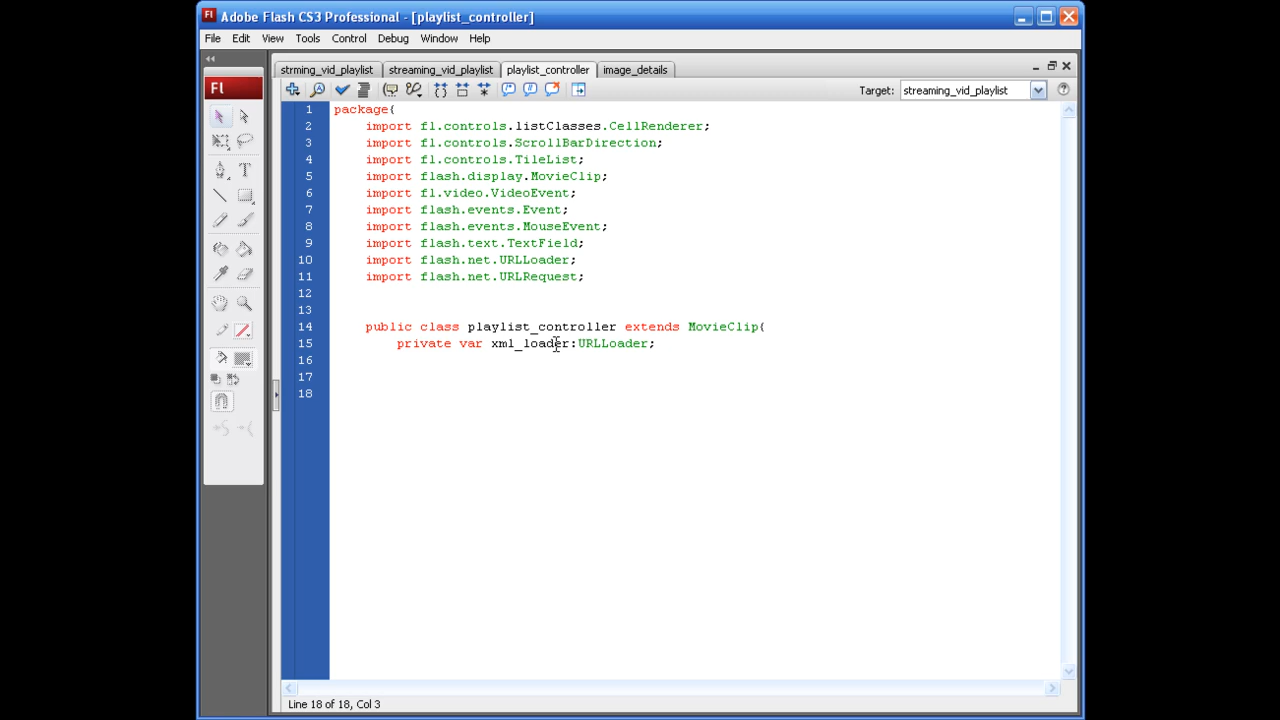 Fl Adobe Flash CS3 Professional - [playlist_controller]
File Edit View Tools Control Debug Window Help
strming_vid_playlist streaming_vid_playlist playlist_controller image_details
Fl
Target: streaming_vid_playlist
1 package{
2 import fl.controls.listClasses.CellRenderer;
3 import fl.controls.ScrollBarDirection;
4 import fl.controls.TileList;
5 import flash.display.MovieClip;
6 import fl.video.VideoEvent;
7 import flash.events.Event;
8 import flash.events.MouseEvent;
9 import flash.text.TextField;
10 import flash.net.URLLoader;
11 import flash.net.URLRequest;
12
13
14 public class playlist_controller extends MovieClip{
15 private var xml_loader:URLLoader;
16
17
18
Line 18 of 18, Col 3